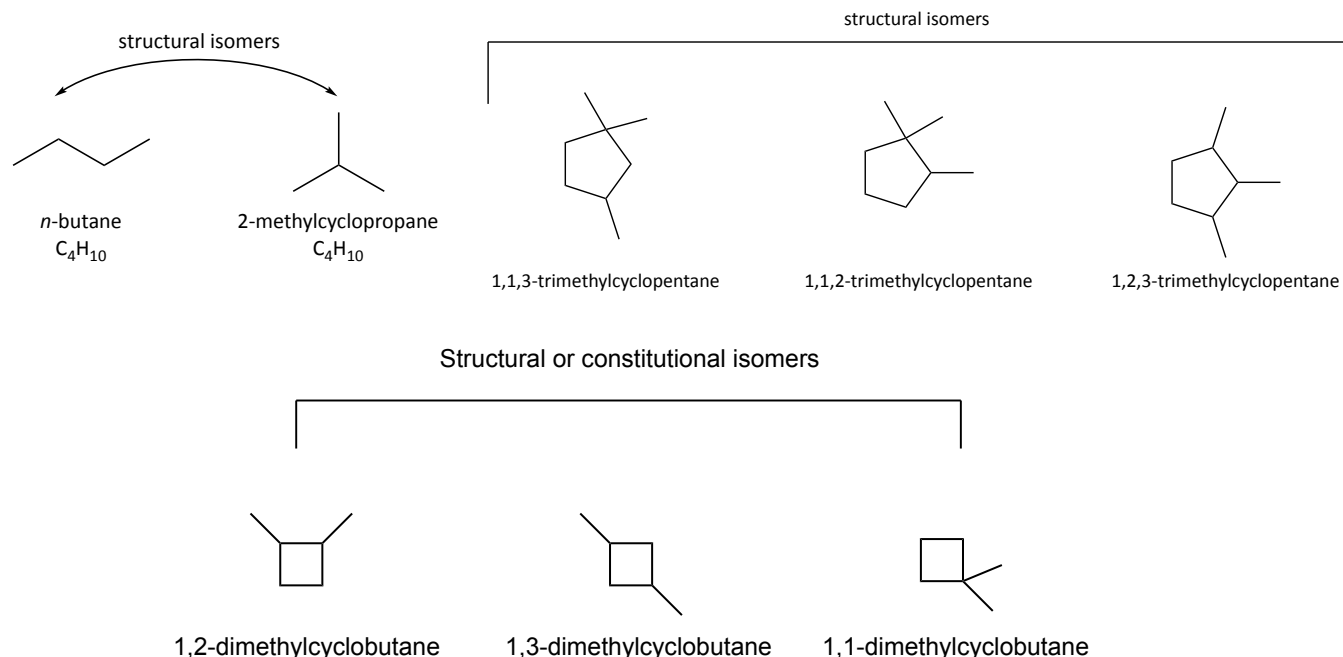 structural isomers
n-butane
C₄H₁₀
2-methylcyclopropane
C₄H₁₀
structural isomers
1,1,3-trimethylcyclopentane
1,1,2-trimethylcyclopentane
1,2,3-trimethylcyclopentane
Structural or constitutional isomers
1,2-dimethylcyclobutane
1,3-dimethylcyclobutane
1,1-dimethylcyclobutane